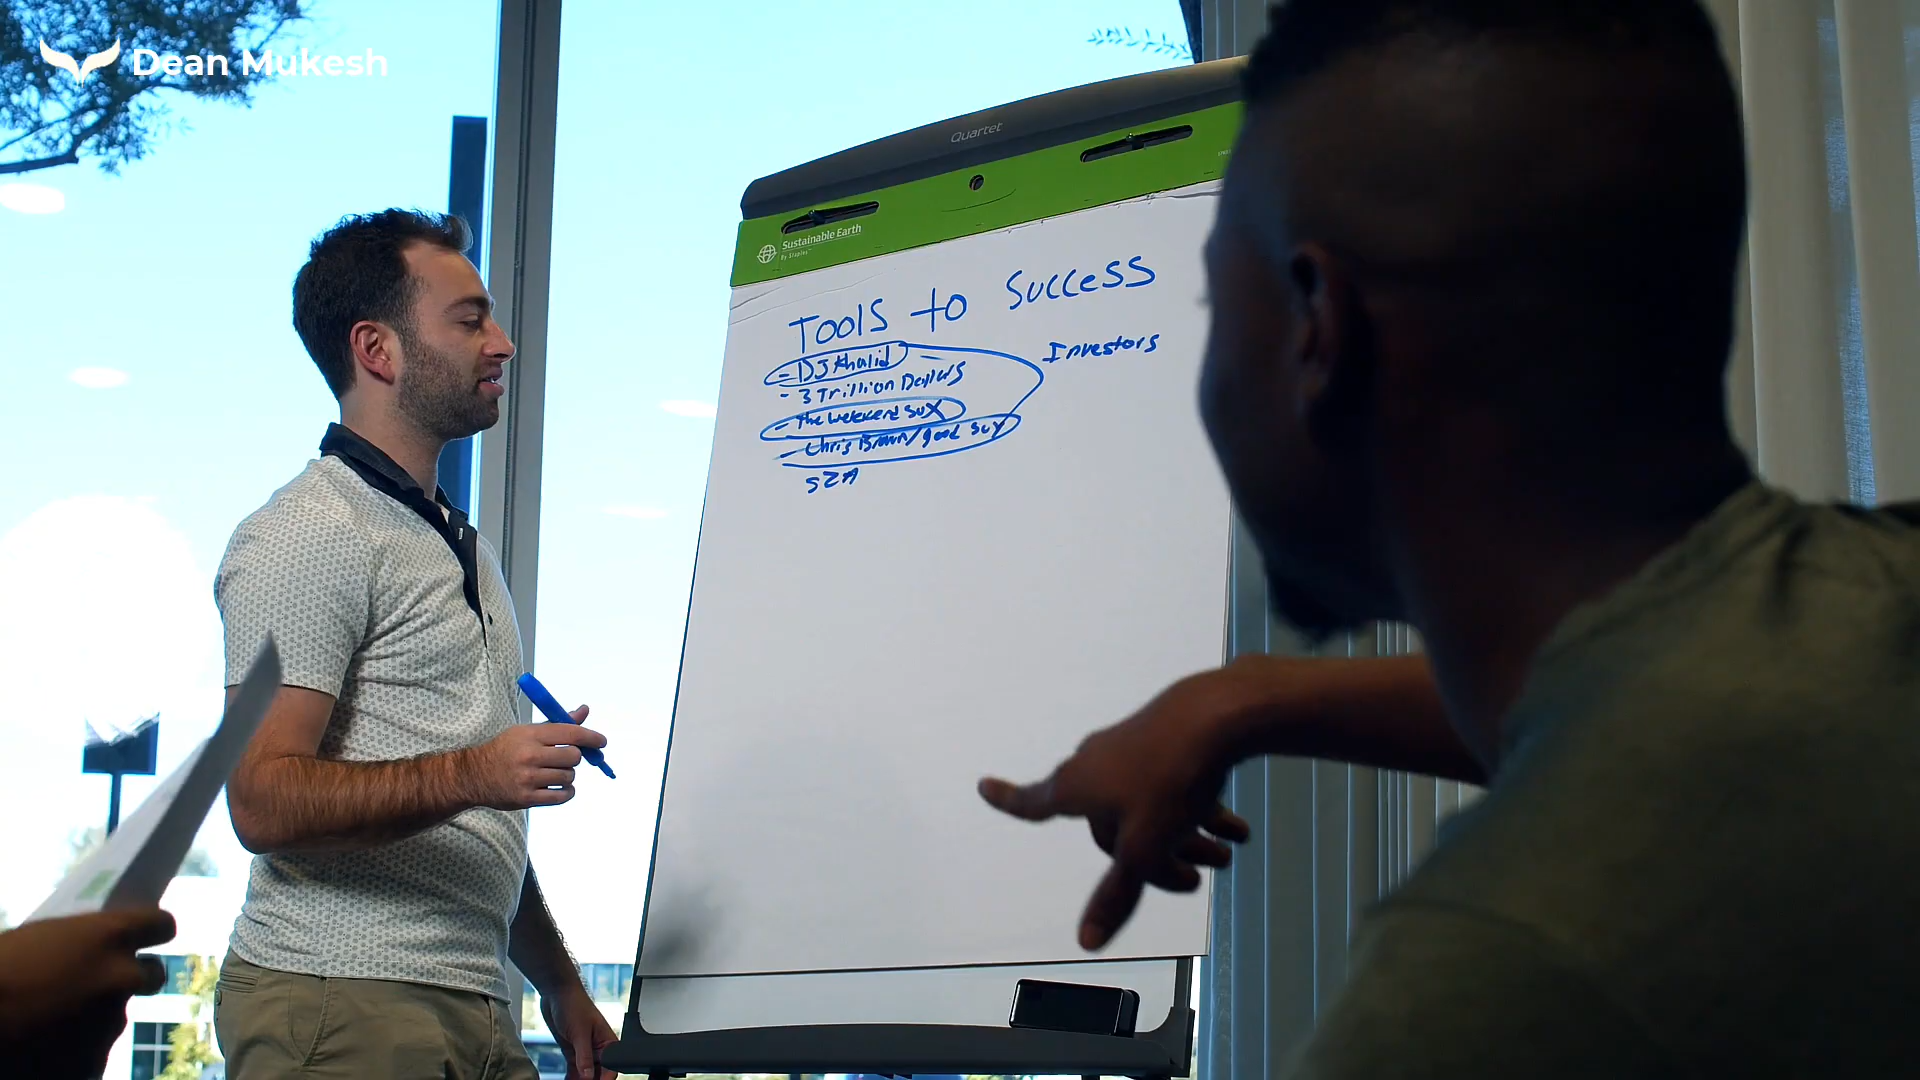 Dean Mukesh
Quartet
Sustainable Earth
By Staples
Tools to Success
- DJ Khalid
Investors
- 3 Trillion Dollars
- The Weekend sux
- Chris Brown/good guy
SZA